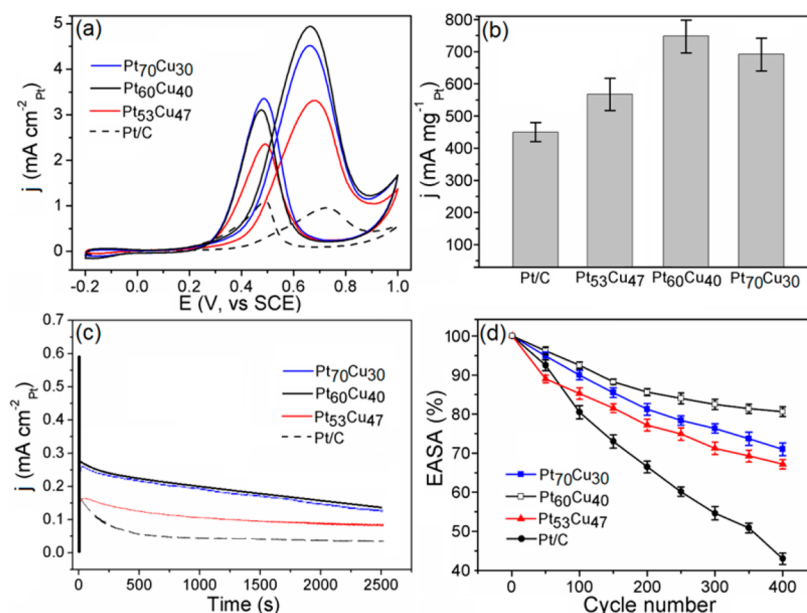 (a)
j (mA cm⁻²Pt)
5
4
3
2
1
0
Pt70Cu30
Pt60Cu40
Pt53Cu47
Pt/C
-0.2 0.0 0.2 0.4 0.6 0.8 1.0
E (V, vs SCE)
(b)
j (mA mg⁻¹Pt)
800
700
600
500
400
300
200
100
Pt/C Pt53Cu47 Pt60Cu40 Pt70Cu30
(c)
j (mA cm⁻²Pt)
0.7
0.6
0.5
0.4
0.3
0.2
0.1
0.0
Pt70Cu30
Pt60Cu40
Pt53Cu47
Pt/C
0 500 1000 1500 2000 2500
Time (s)
(d)
EASA (%)
100
90
80
70
60
50
40
Pt70Cu30
Pt60Cu40
Pt53Cu47
Pt/C
0 100 200 300 400
Cycle number